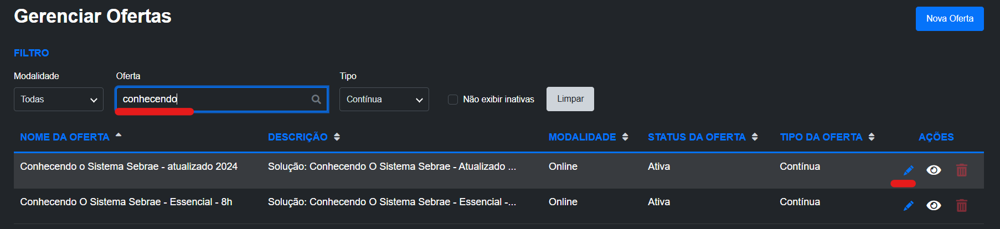 Gerenciar Ofertas
Nova Oferta
FILTRO
Modalidade Oferta Tipo
Todas conhecendo Contínua Não exibir inativas Limpar
NOME DA OFERTA DESCRIÇÃO MODALIDADE STATUS DA OFERTA TIPO DA OFERTA AÇÕES
Conhecendo o Sistema Sebrae - atualizado 2024 Solução: Conhecendo O Sistema Sebrae - Atualizado ... Online Ativa Contínua
Conhecendo O Sistema Sebrae - Essencial - 8h Solução: Conhecendo O Sistema Sebrae - Essencial -... Online Ativa Contínua